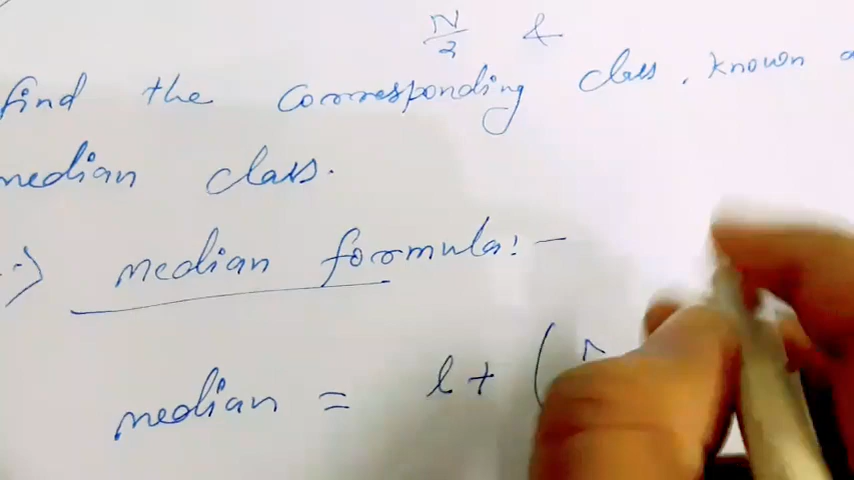 N/2 &
find the corresponding class, known
median class.
=> median formula:-
median = l + (